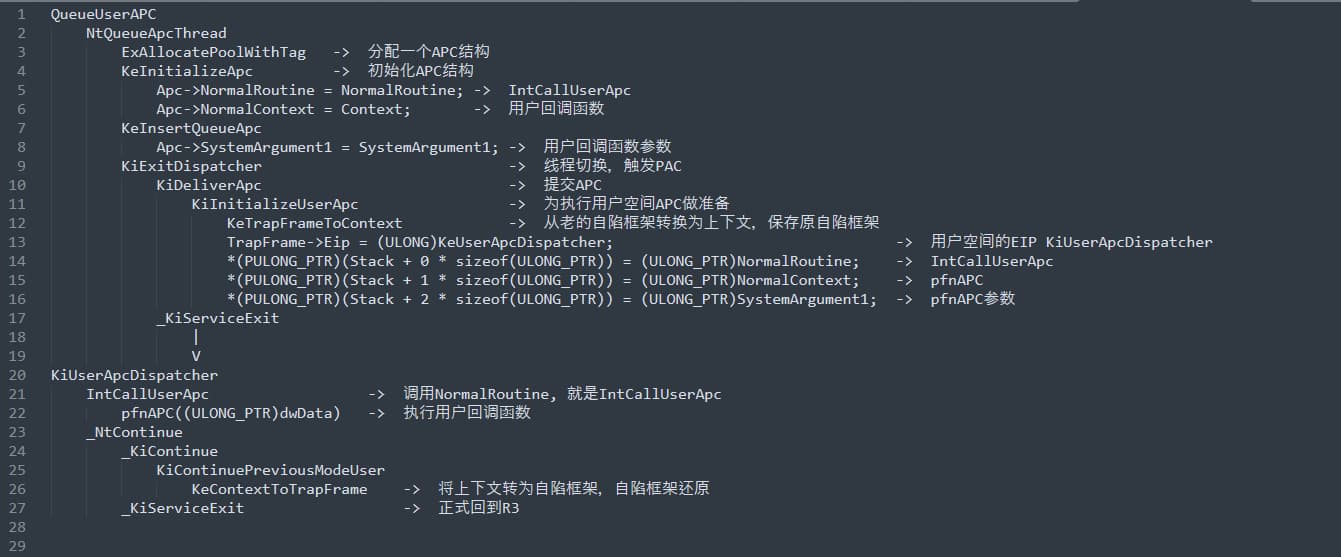 1 QueueUserAPC
2 NtQueueApcThread
3 ExAllocatePoolWithTag -> 分配一个APC结构
4 KeInitializeApc -> 初始化APC结构
5 Apc->NormalRoutine = NormalRoutine; -> IntCallUserApc
6 Apc->NormalContext = Context; -> 用户回调函数
7 KeInsertQueueApc
8 Apc->SystemArgument1 = SystemArgument1; -> 用户回调函数参数
9 KiExitDispatcher -> 线程切换, 触发PAC
10 KiDeliverApc -> 提交APC
11 KiInitializeUserApc -> 为执行用户空间APC做准备
12 KeTrapFrameToContext -> 从老的自陷框架转换为上下文, 保存原自陷框架
13 TrapFrame->Eip = (ULONG)KeUserApcDispatcher; -> 用户空间的EIP KiUserApcDispatcher
14 *(PULONG_PTR)(Stack + 0 * sizeof(ULONG_PTR)) = (ULONG_PTR)NormalRoutine; -> IntCallUserApc
15 *(PULONG_PTR)(Stack + 1 * sizeof(ULONG_PTR)) = (ULONG_PTR)NormalContext; -> pfnAPC
16 *(PULONG_PTR)(Stack + 2 * sizeof(ULONG_PTR)) = (ULONG_PTR)SystemArgument1; -> pfnAPC参数
17 _KiServiceExit
18 |
19 V
20 KiUserApcDispatcher
21 IntCallUserApc -> 调用NormalRoutine, 就是IntCallUserApc
22 pfnAPC((ULONG_PTR)dwData) -> 执行用户回调函数
23 _NtContinue
24 _KiContinue
25 KiContinuePreviousModeUser
26 KeContextToTrapFrame -> 将上下文转为自陷框架, 自陷框架还原
27 _KiServiceExit -> 正式回到R3
28
29